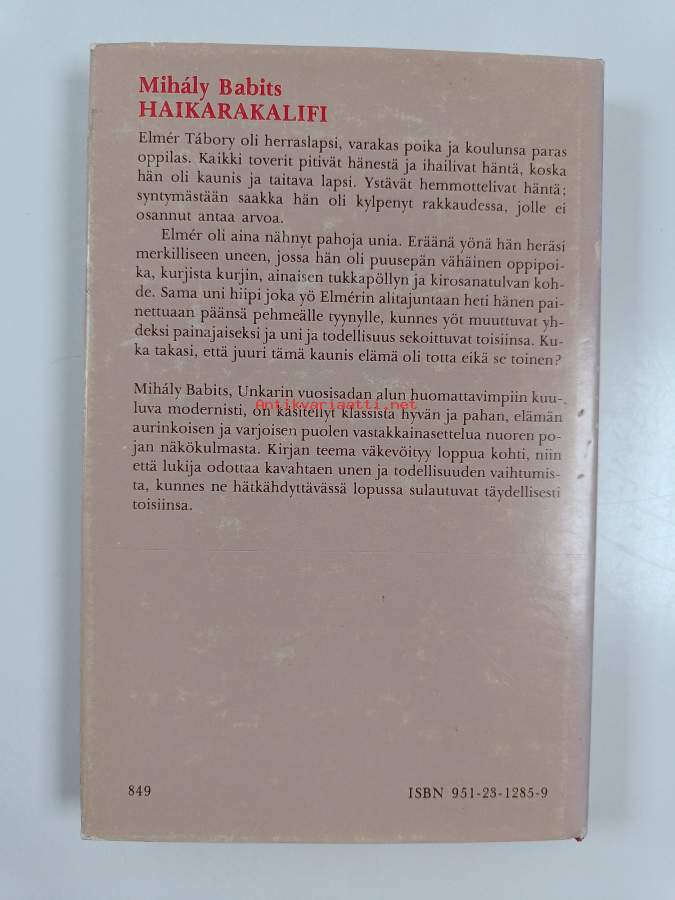 Mihály Babits
HAIKARAKALIFI
Elmér Tábory oli herraslapsi, varakas poika ja koulunsa paras
oppilas. Kaikki toverit pitivät hänestä ja ihailivat häntä, koska
hän oli kaunis ja taitava lapsi. Ystävät hemmottelivat häntä;
syntymästään saakka hän oli kylpenyt rakkaudessa, jolle ei
osannut antaa arvoa.
Elmér oli aina nähnyt pahoja unia. Eräänä yönä hän heräsi
merkilliseen uneen, jossa hän oli puusepän vähäinen oppipoi-
ka, kurjista kurjin, ainaisen tukkapöllyn ja kirosanatulvan koh-
de. Sama uni hiipi joka yö Elmérin alitajuntaan heti hänen pai-
nettuaan päänsä pehmeälle tyynylle, kunnes yöt muuttuvat yh-
deksi painajaiseksi ja uni ja todellisuus sekoittuvat toisiinsa. Ku-
ka takasi, että juuri tämä kaunis elämä oli totta eikä se toinen?
Mihály Babits, Unkarin vuosisadan alun huomattavimpiin kuu-
Antikvariaatti.net
luva modernisti, on käsitellyt klassista hyvän ja pahan, elämän
aurinkoisen ja varjoisen puolen vastakkainasettelua nuoren po-
jan näkökulmasta. Kirjan teema väkevöityy loppua kohti, niin
että lukija odottaa kavahtaen unen ja todellisuuden vaihtumis-
ta, kunnes ne hätkähdyttävässä lopussa sulautuvat täydellisesti
toisiinsa.
849
ISBN 951-23-1285-9